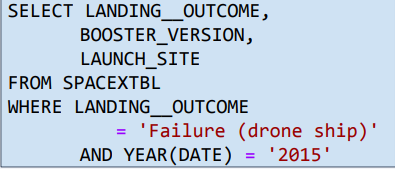 SELECT LANDING__OUTCOME,
BOOSTER_VERSION,
LAUNCH_SITE
FROM SPACEXTBL
WHERE LANDING__OUTCOME
= 'Failure (drone ship)'
AND YEAR(DATE) = '2015'